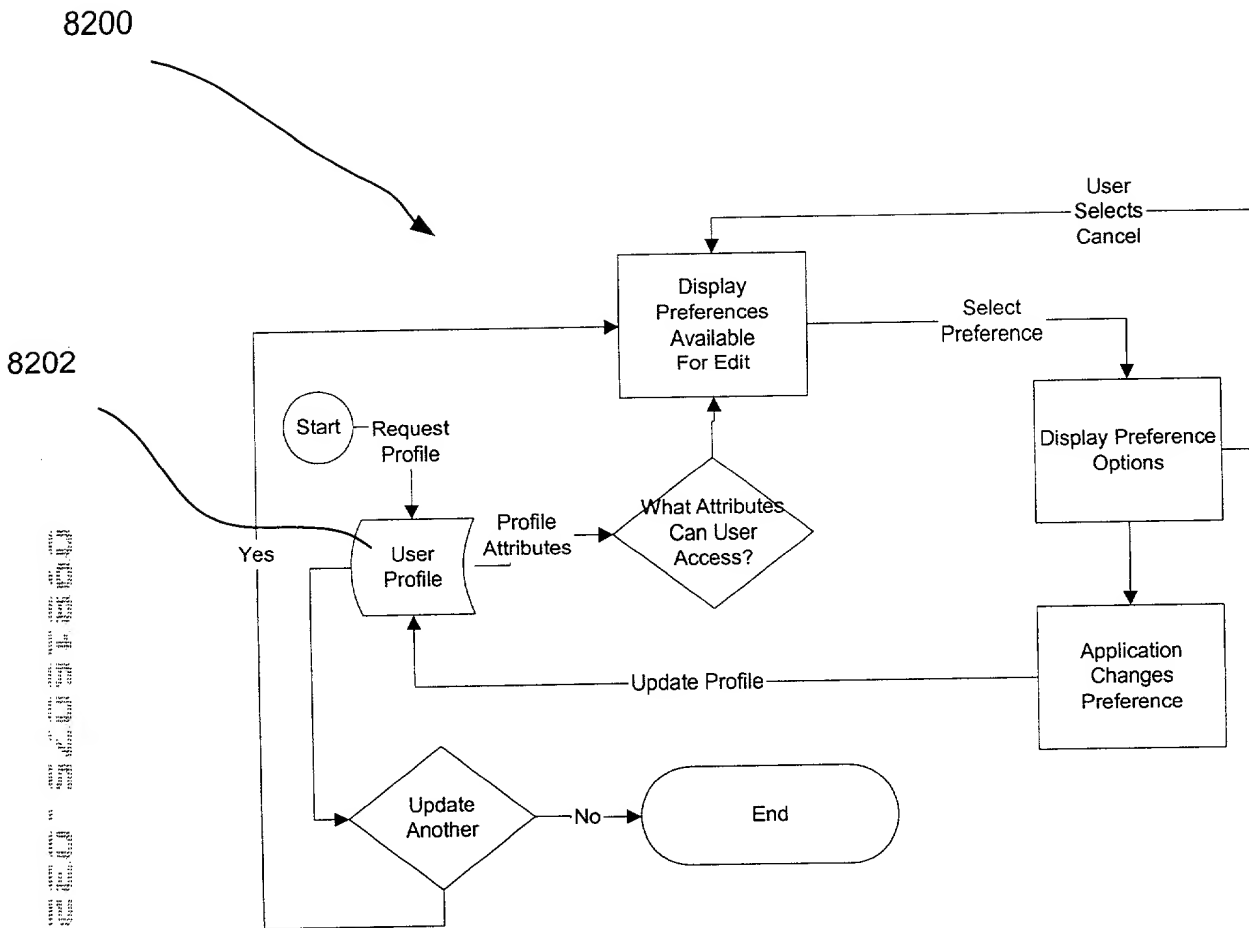 8200
User
Selects
Cancel
Display
Preferences
Available
For Edit
Select
Preference
8202
Start
Request
Profile
Display Preference
Options
What Attributes
Can User
Access?
Profile
Attributes
User
Profile
Yes
Application
Changes
Preference
Update Profile
Update
Another
No
End